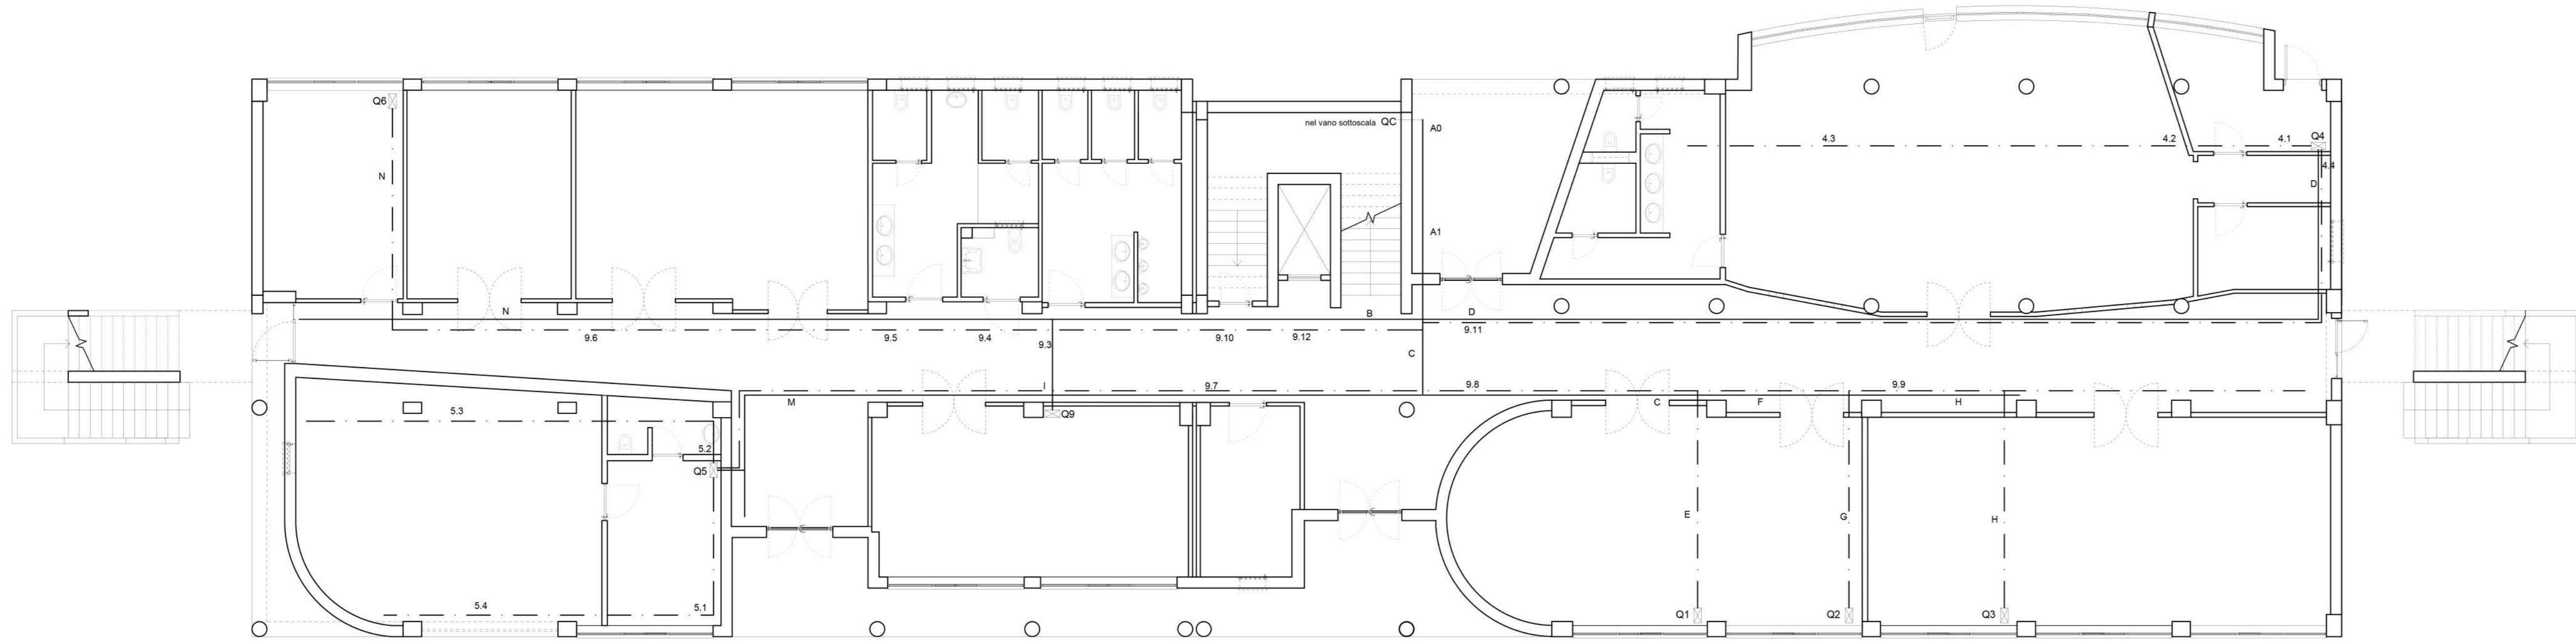 Q6
nel vano sottoscala QC
A0
4.3
4.2
4.1
Q4
4.4
N
D
A1
N
B
D
9.6
9.5
9.4
9.3
9.10
9.12
9.11
C
I
9.7
9.8
9.9
M
C
F
H
5.3
Q9
5.2
Q5
E
G
H
5.4
5.1
Q1
Q2
Q3